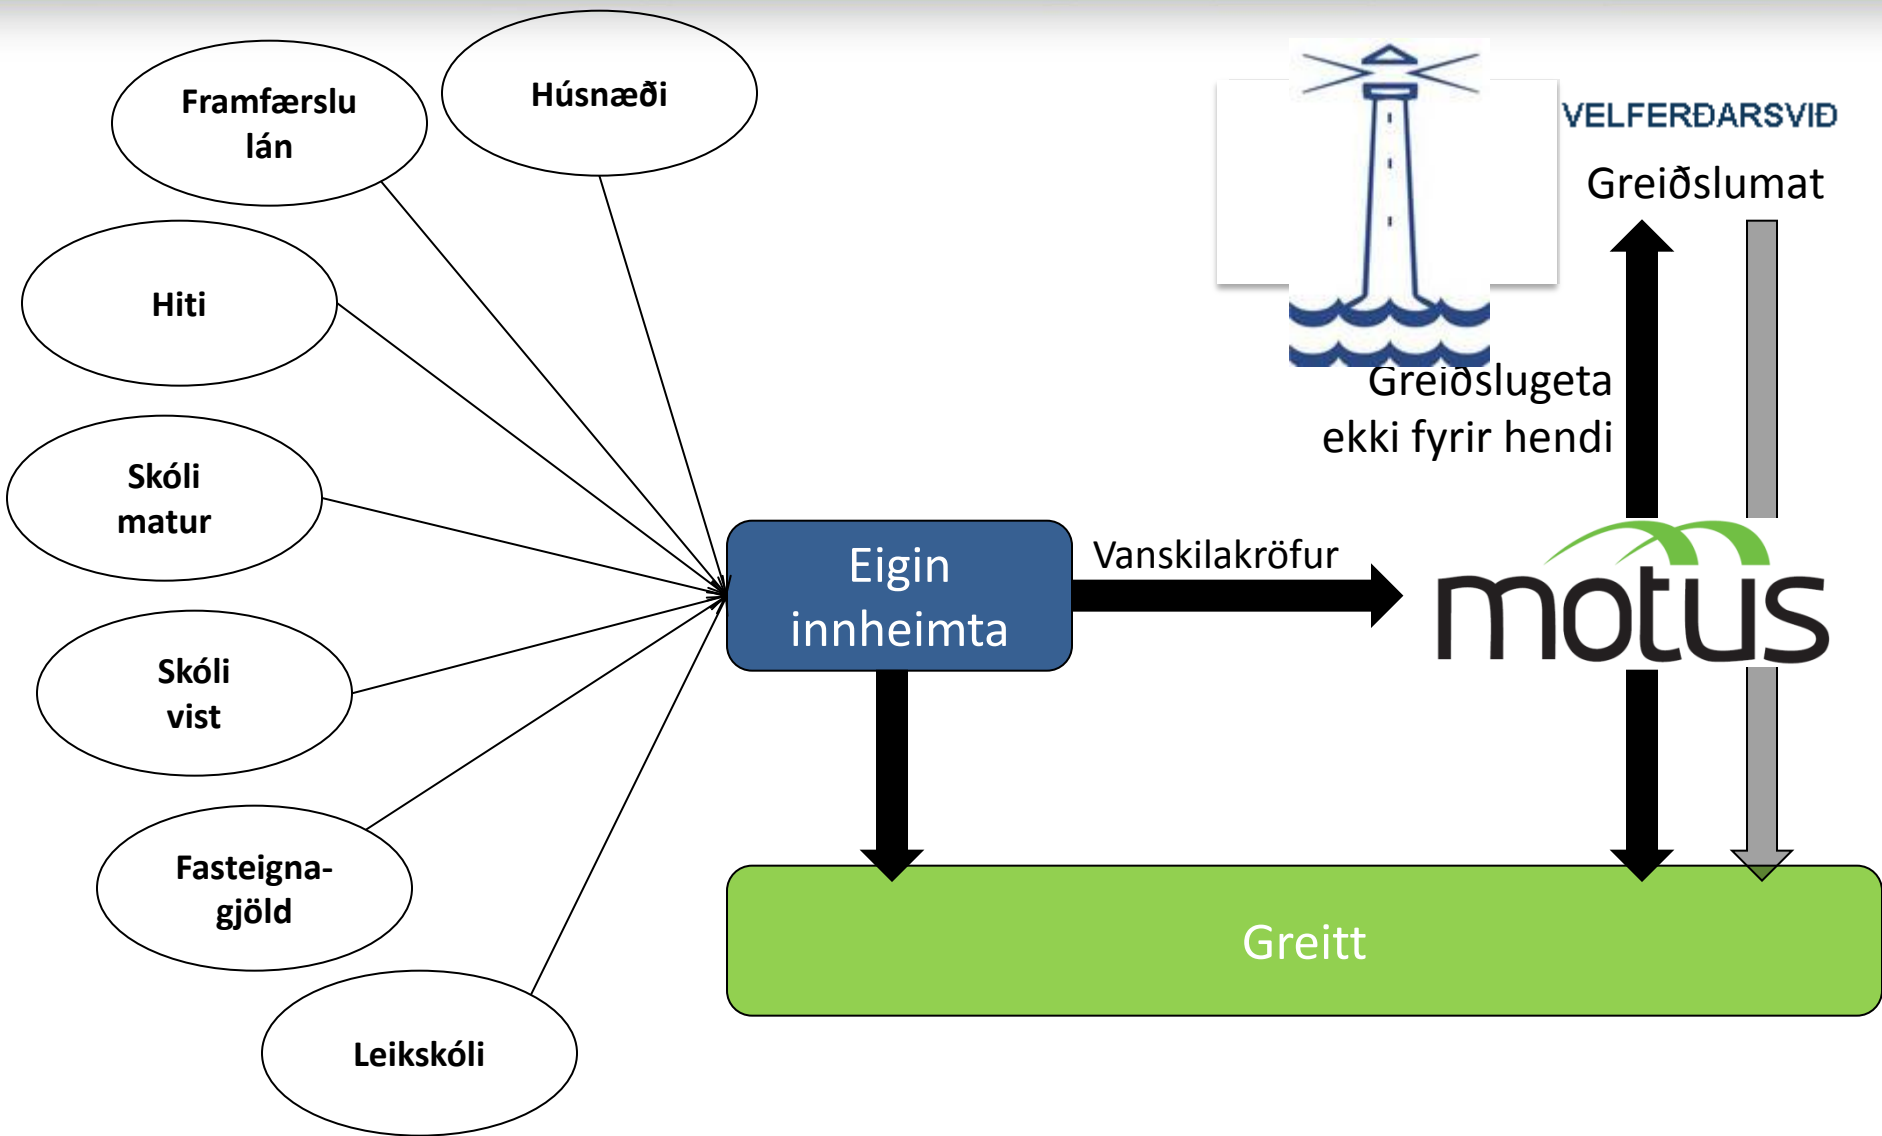 Framfærslu
lán
Húsnæði
Hiti
Skóli
matur
Skóli
vist
Fasteigna-
gjöld
Leikskóli
Eigin
innheimta
Vanskilakröfur
VELFERÐARSVIÐ
Greiðslumat
Greiðslugeta
ekki fyrir hendi
motus
Greitt